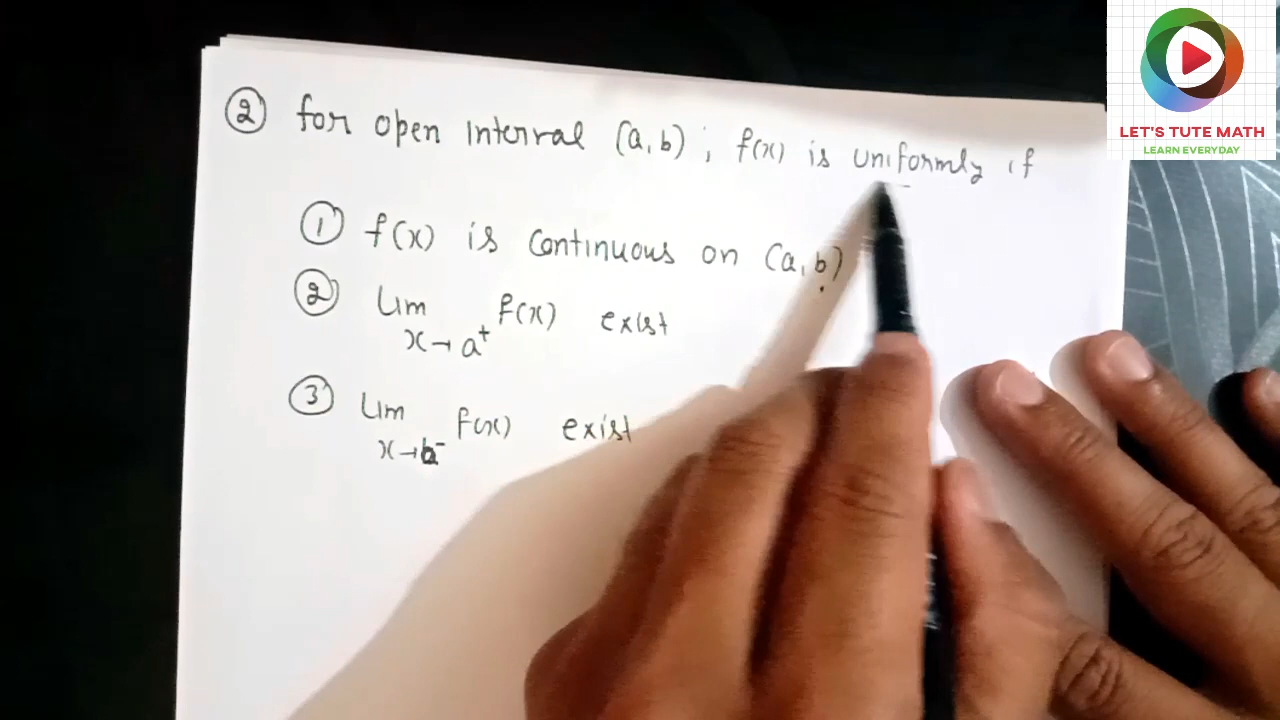 ② for open interval (a, b) ; f(x) is uniformly if
① f(x) is continuous on (a, b)
② Lim x→a⁺ f(x) exist
③ Lim x→b⁻ f(x) exist
LET'S TUTE MATH
LEARN EVERYDAY